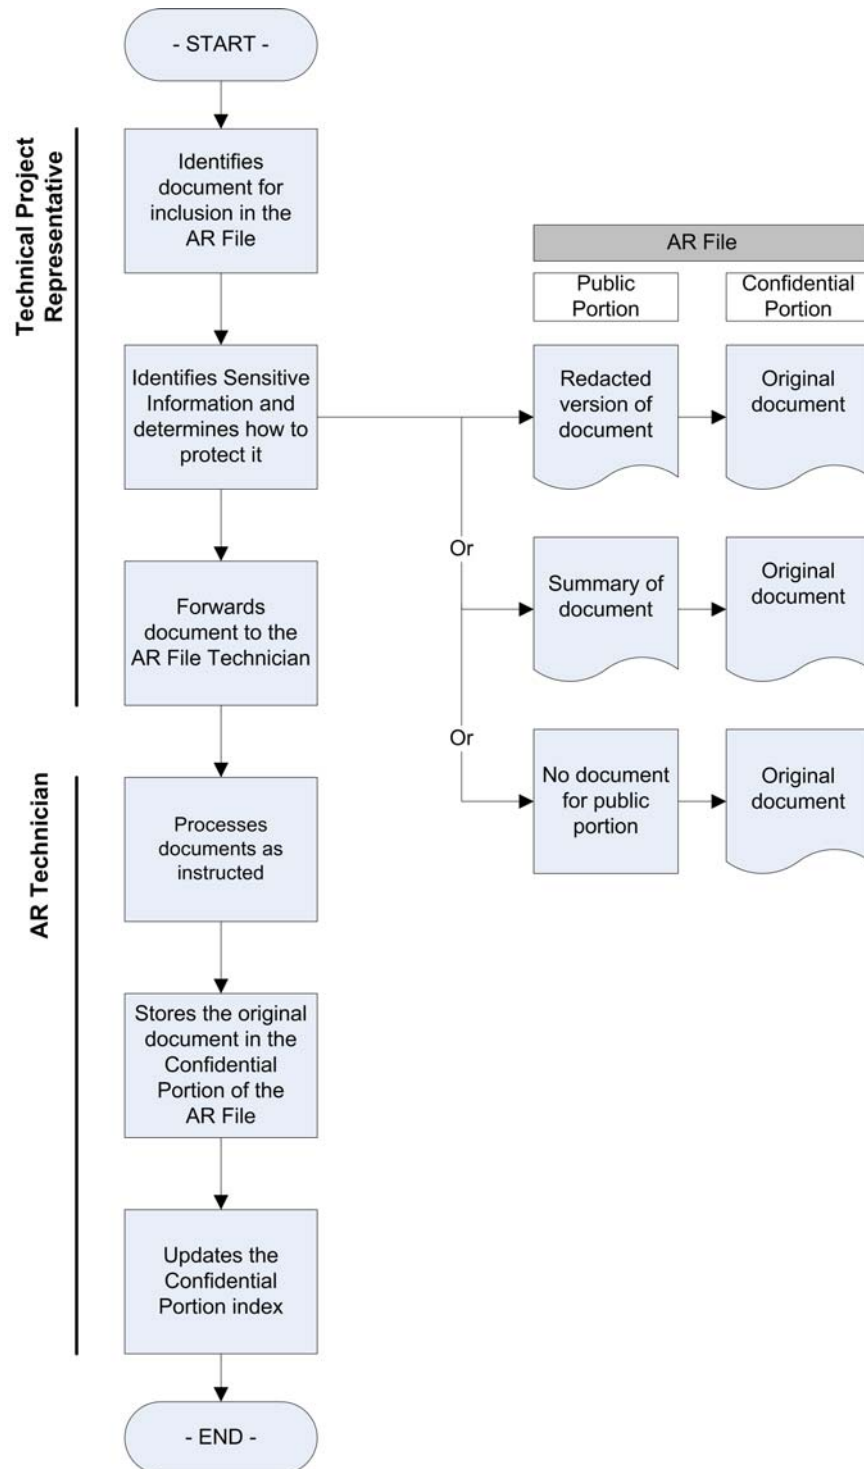 - START -
Technical Project
Representative
Identifies
document for
inclusion in the
AR File
Identifies Sensitive
Information and
determines how to
protect it
Forwards
document to the
AR File Technician
AR Technician
Processes
documents as
instructed
Stores the original
document in the
Confidential
Portion of the
AR File
Updates the
Confidential
Portion index
- END -
AR File
Public
Portion
Confidential
Portion
Redacted
version of
document
Original
document
Or
Summary of
document
Original
document
Or
No document
for public
portion
Original
document